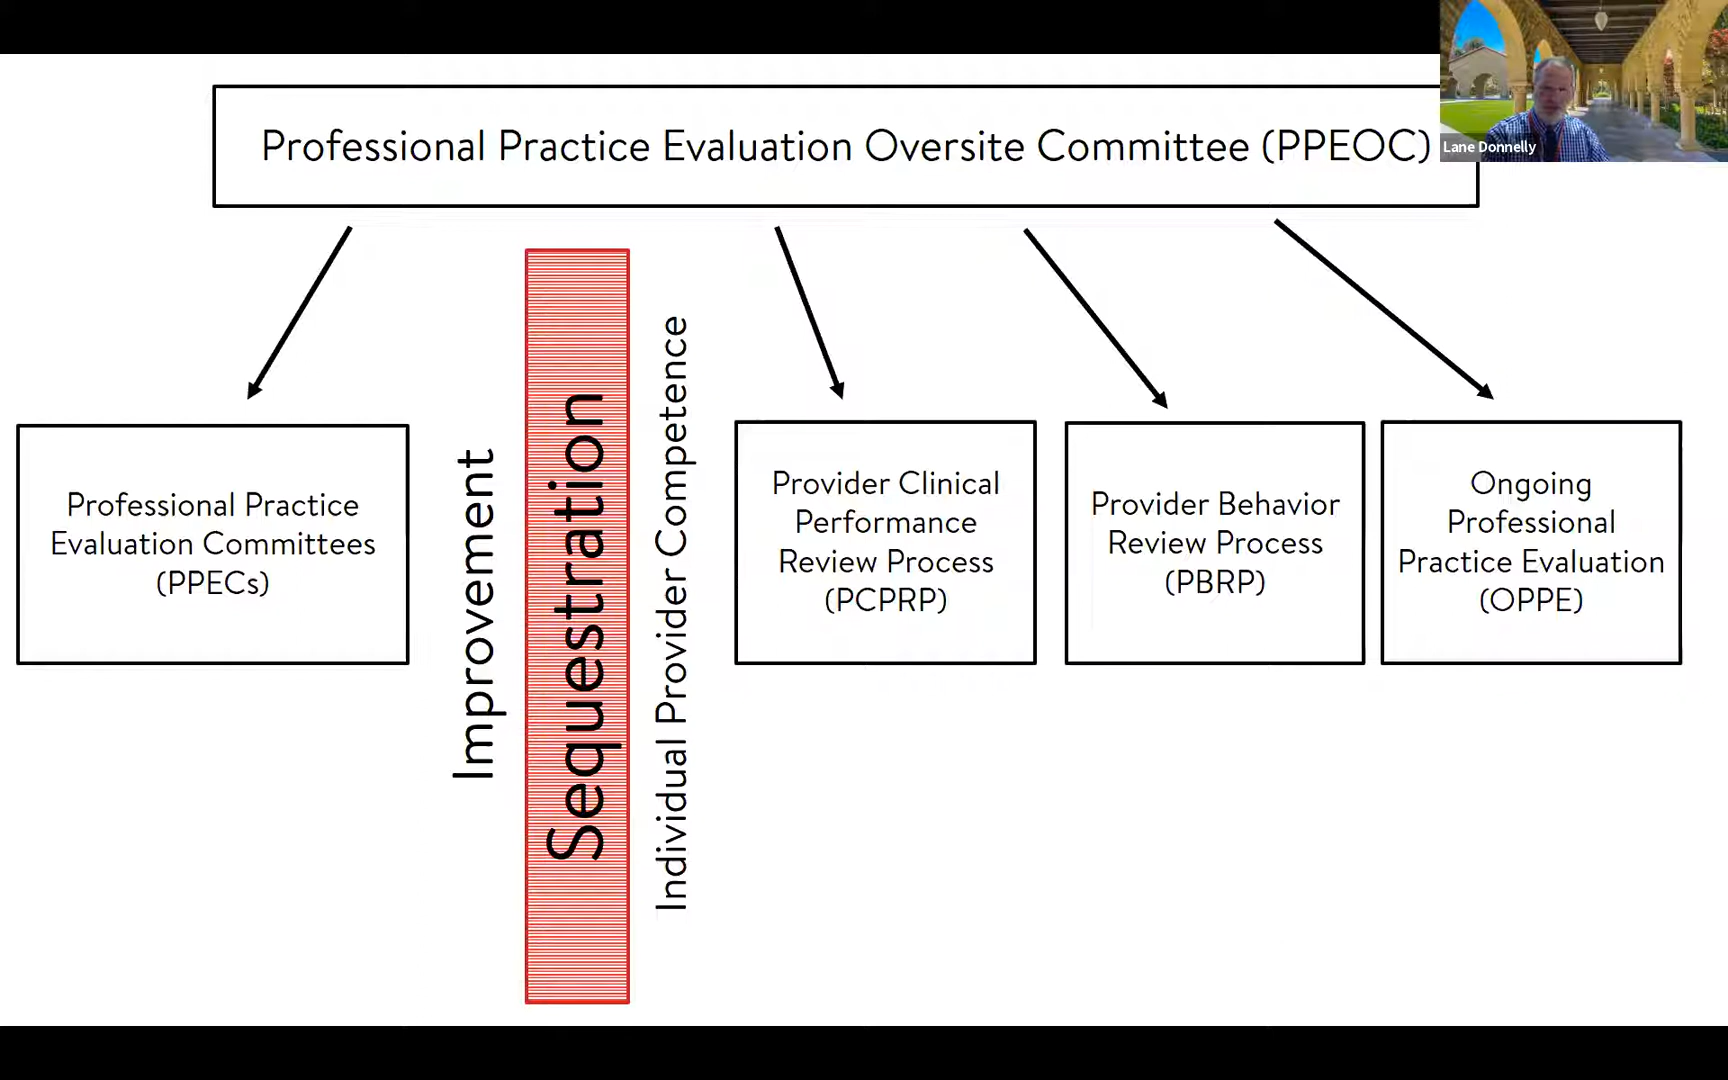 Professional Practice Evaluation Oversite Committee (PPEOC)
Lane Donnelly
Professional Practice
Evaluation Committees
(PPECs)
Improvement
Sequestration
Individual Provider Competence
Provider Clinical
Performance
Review Process
(PCPRP)
Provider Behavior
Review Process
(PBRP)
Ongoing
Professional
Practice Evaluation
(OPPE)